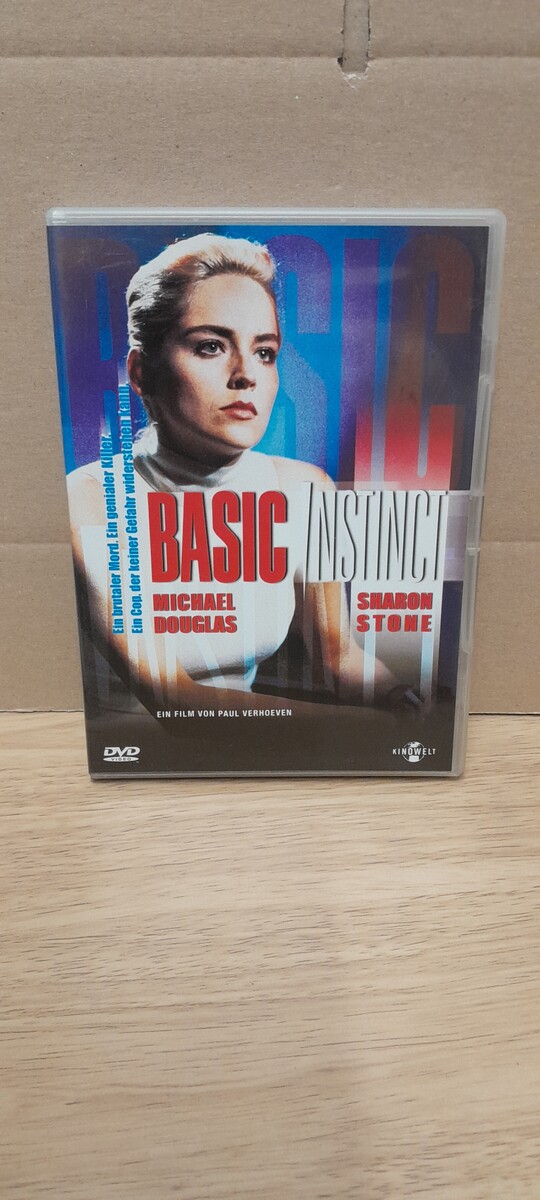 BASIC
Ein brutaler Mord. Ein genialer Killer.
Ein Cop, der keiner Gefahr widerstehen kann.
BASIC INSTINCT
MICHAEL DOUGLAS
SHARON STONE
EIN FILM VON PAUL VERHOEVEN
DVD
VIDEO
KINOWELT